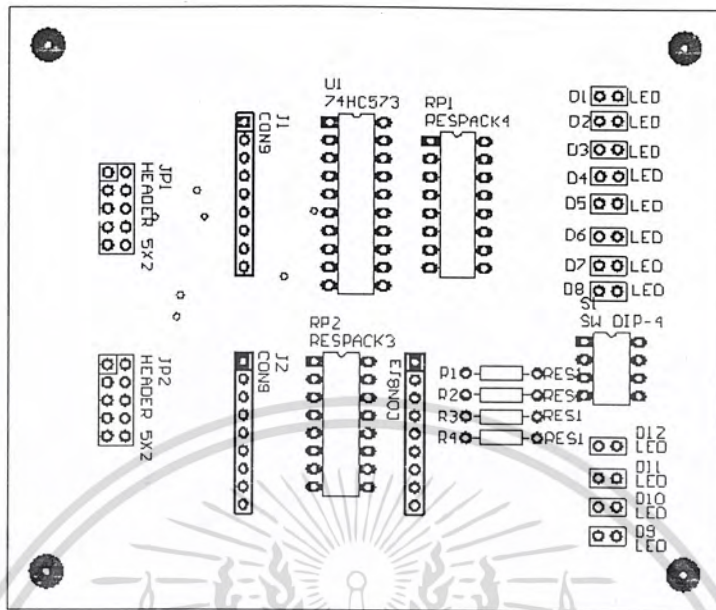 U1
74HC573
RP1
RESPACK4
J1
CON9
JP1
HEADER 5X2
D1 LED
D2 LED
D3 LED
D4 LED
D5 LED
D6 LED
D7 LED
D8 LED
S1
SW DIP-4
RP2
RESPACK3
J2
CON9
JP2
HEADER 5X2
CON8J3
R1 RES1
R2 RES1
R3 RES1
R4 RES1
D12
LED
D11
LED
D10
LED
D9
LED